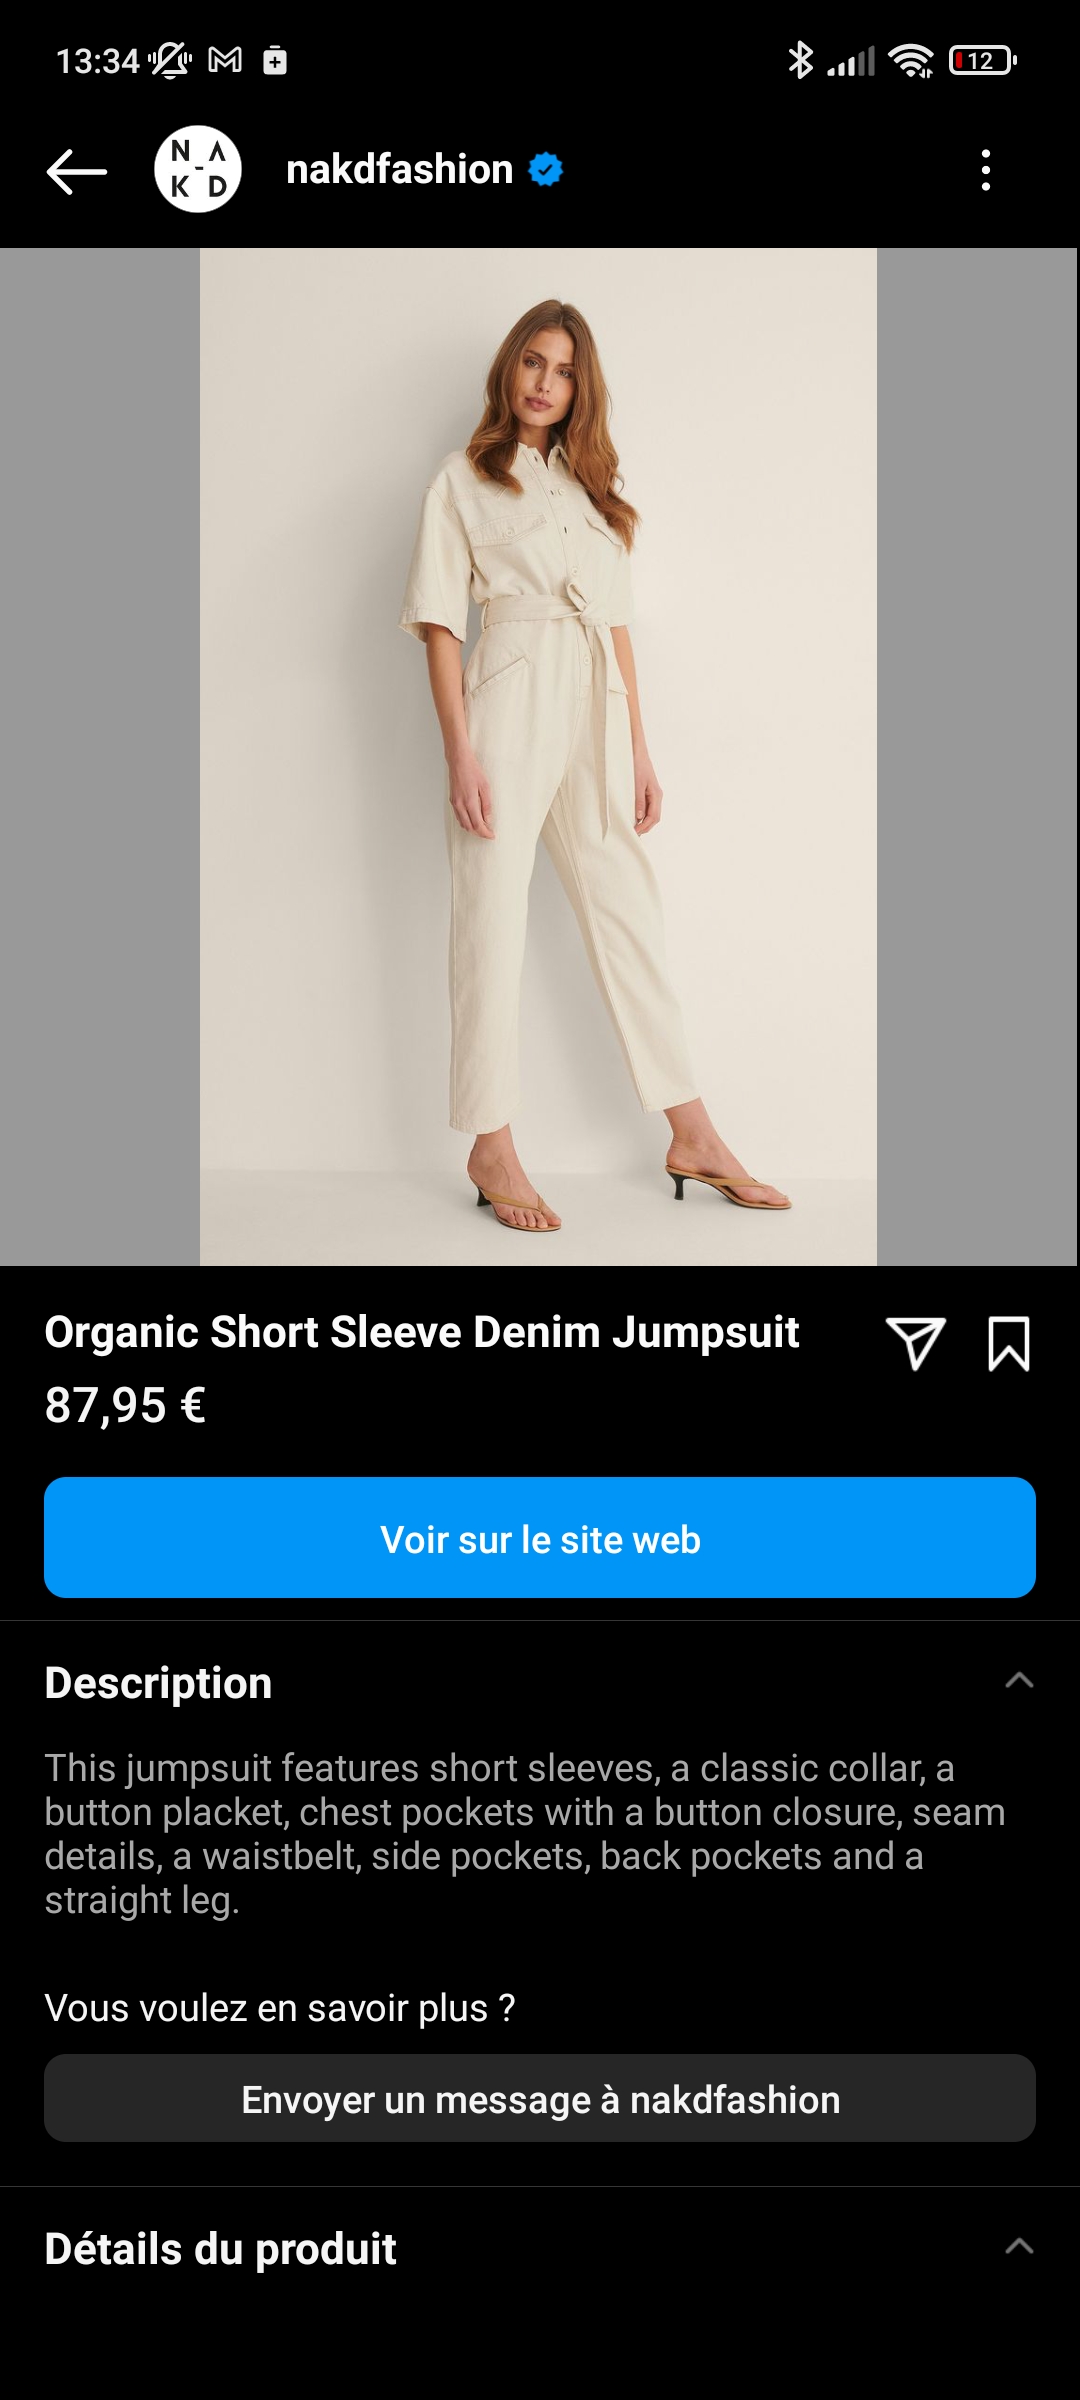 13:34
12
N A
K D
nakdfashion
Organic Short Sleeve Denim Jumpsuit
87,95 €
Voir sur le site web
Description
This jumpsuit features short sleeves, a classic collar, a
button placket, chest pockets with a button closure, seam
details, a waistbelt, side pockets, back pockets and a
straight leg.
Vous voulez en savoir plus ?
Envoyer un message à nakdfashion
Détails du produit